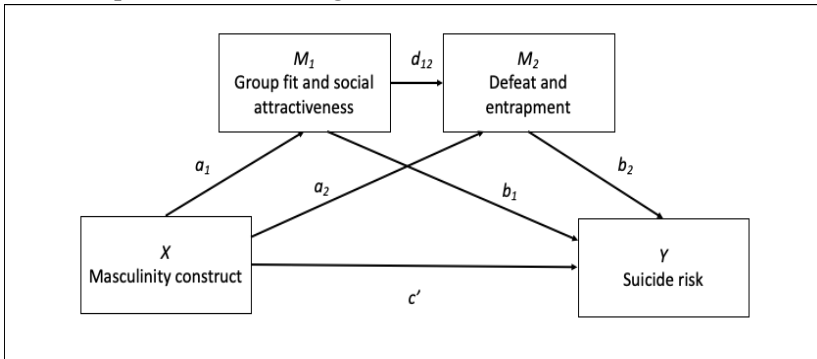 M1
Group fit and social
attractiveness
d12
M2
Defeat and
entrapment
a1
a2
b1
b2
X
Masculinity construct
Y
Suicide risk
c'